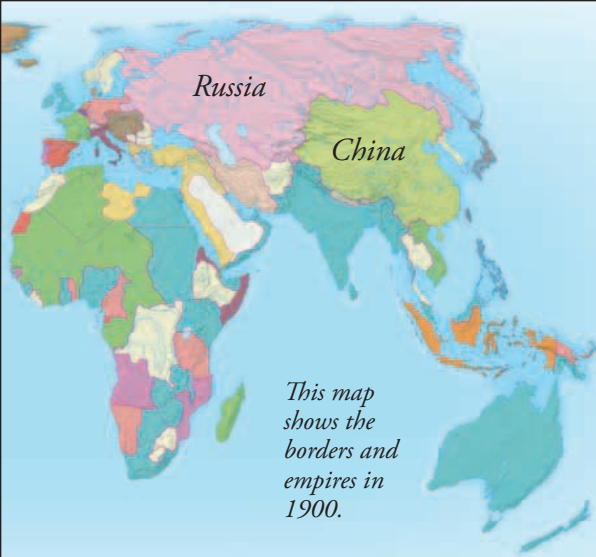 Russia
China
This map
shows the
borders and
empires in
1900.